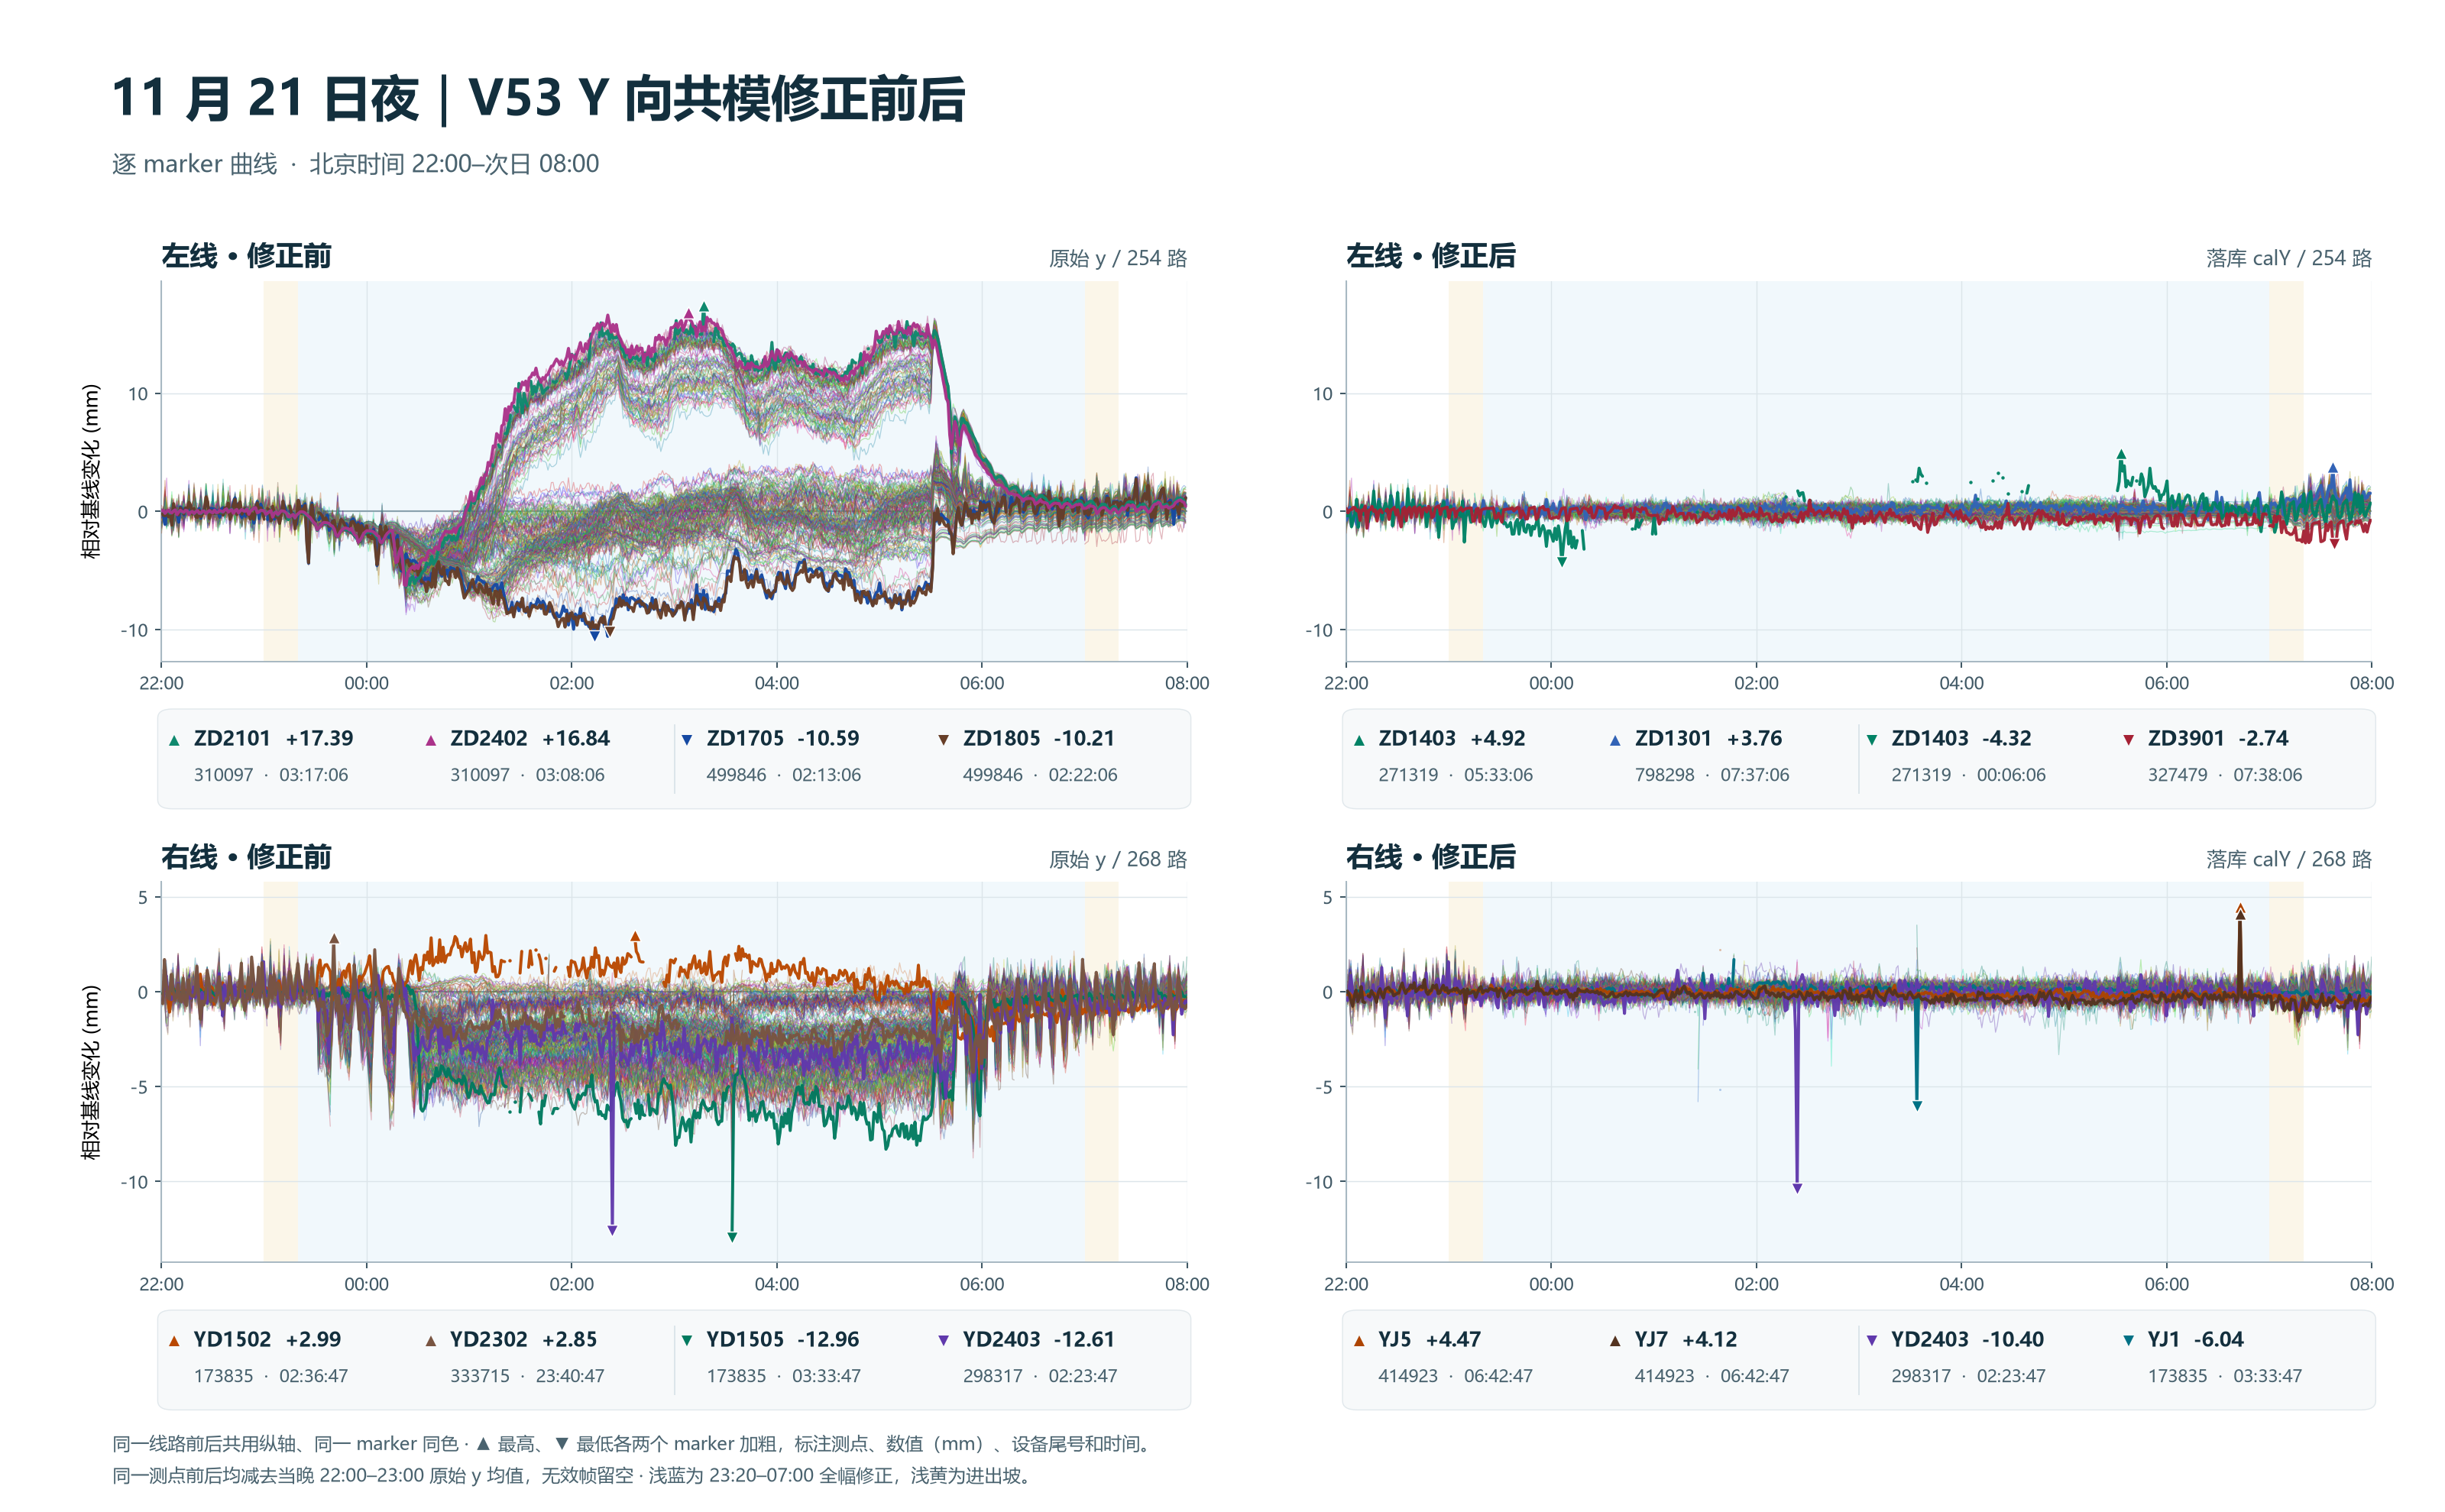 11 月 21 日夜 | V53 Y 向共模修正前后
逐 marker 曲线 · 北京时间 22:00–次日 08:00
左线 • 修正前
原始 y / 254 路
相对基线变化 (mm)
10
0
-10
22:00 00:00 02:00 04:00 06:00 08:00
▲ ZD2101 +17.39 ▲ ZD2402 +16.84 ▼ ZD1705 -10.59 ▼ ZD1805 -10.21
310097 · 03:17:06 310097 · 03:08:06 499846 · 02:13:06 499846 · 02:22:06
左线 • 修正后
落库 calY / 254 路
10
0
-10
22:00 00:00 02:00 04:00 06:00 08:00
▲ ZD1403 +4.92 ▲ ZD1301 +3.76 ▼ ZD1403 -4.32 ▼ ZD3901 -2.74
271319 · 05:33:06 798298 · 07:37:06 271319 · 00:06:06 327479 · 07:38:06
右线 • 修正前
原始 y / 268 路
相对基线变化 (mm)
5
0
-5
-10
22:00 00:00 02:00 04:00 06:00 08:00
▲ YD1502 +2.99 ▲ YD2302 +2.85 ▼ YD1505 -12.96 ▼ YD2403 -12.61
173835 · 02:36:47 333715 · 23:40:47 173835 · 03:33:47 298317 · 02:23:47
右线 • 修正后
落库 calY / 268 路
5
0
-5
-10
22:00 00:00 02:00 04:00 06:00 08:00
▲ YJ5 +4.47 ▲ YJ7 +4.12 ▼ YD2403 -10.40 ▼ YJ1 -6.04
414923 · 06:42:47 414923 · 06:42:47 298317 · 02:23:47 173835 · 03:33:47
同一线路前后共用纵轴、同一 marker 同色 · ▲ 最高、▼ 最低各两个 marker 加粗，标注测点、数值（mm）、设备尾号和时间。
同一测点前后均减去当晚 22:00–23:00 原始 y 均值，无效帧留空 · 浅蓝为 23:20–07:00 全幅修正，浅黄为进出坡。